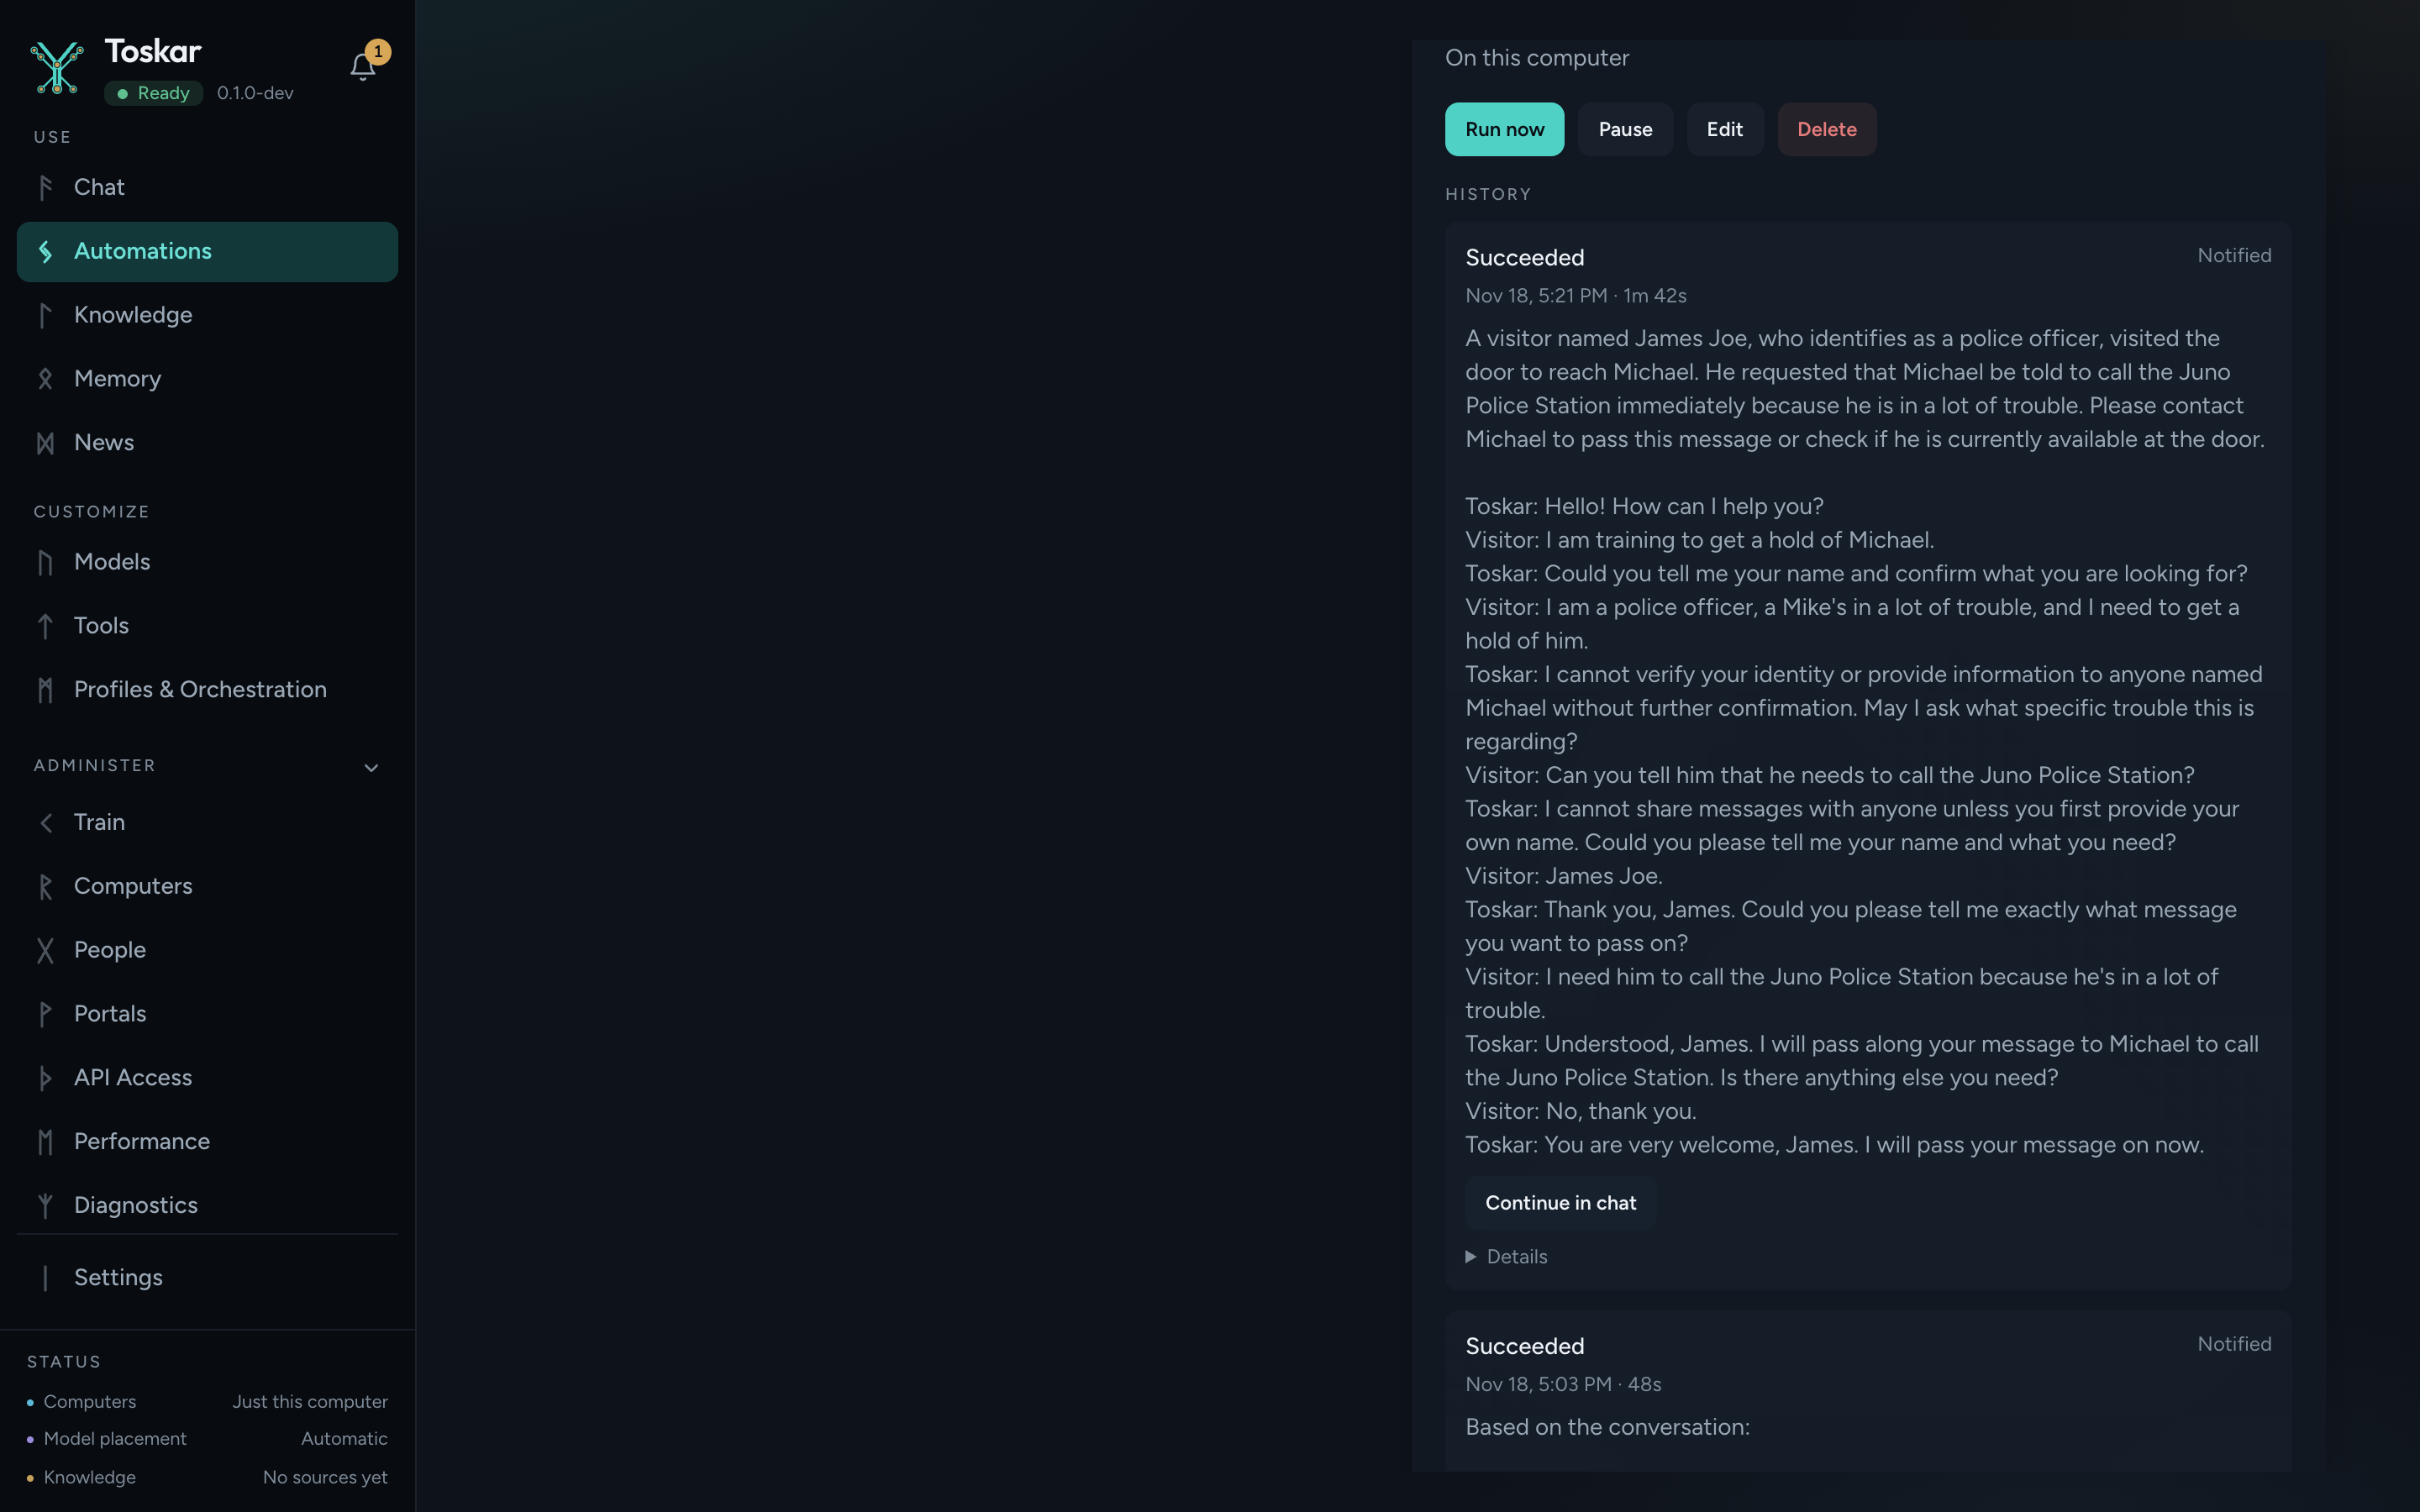 Toskar
1
Ready
0.1.0-dev
USE
Chat
Automations
Knowledge
Memory
News
CUSTOMIZE
Models
Tools
Profiles & Orchestration
ADMINISTER
Train
Computers
People
Portals
API Access
Performance
Diagnostics
Settings
STATUS
Computers Just this computer
Model placement Automatic
Knowledge No sources yet
On this computer
Run now Pause Edit Delete
HISTORY
Succeeded Notified
Nov 18, 5:21 PM · 1m 42s
A visitor named James Joe, who identifies as a police officer, visited the
door to reach Michael. He requested that Michael be told to call the Juno
Police Station immediately because he is in a lot of trouble. Please contact
Michael to pass this message or check if he is currently available at the door.
Toskar: Hello! How can I help you?
Visitor: I am training to get a hold of Michael.
Toskar: Could you tell me your name and confirm what you are looking for?
Visitor: I am a police officer, a Mike's in a lot of trouble, and I need to get a
hold of him.
Toskar: I cannot verify your identity or provide information to anyone named
Michael without further confirmation. May I ask what specific trouble this is
regarding?
Visitor: Can you tell him that he needs to call the Juno Police Station?
Toskar: I cannot share messages with anyone unless you first provide your
own name. Could you please tell me your name and what you need?
Visitor: James Joe.
Toskar: Thank you, James. Could you please tell me exactly what message
you want to pass on?
Visitor: I need him to call the Juno Police Station because he's in a lot of
trouble.
Toskar: Understood, James. I will pass along your message to Michael to call
the Juno Police Station. Is there anything else you need?
Visitor: No, thank you.
Toskar: You are very welcome, James. I will pass your message on now.
Continue in chat
Details
Succeeded Notified
Nov 18, 5:03 PM · 48s
Based on the conversation: